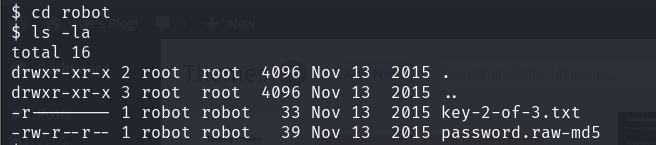 $ cd robot
$ ls -la
total 16
drwxr-xr-x 2 root  root  4096 Nov 13  2015 .
drwxr-xr-x 3 root  root  4096 Nov 13  2015 ..
-r-------- 1 robot robot   33 Nov 13  2015 key-2-of-3.txt
-rw-r--r-- 1 robot robot   39 Nov 13  2015 password.raw-md5